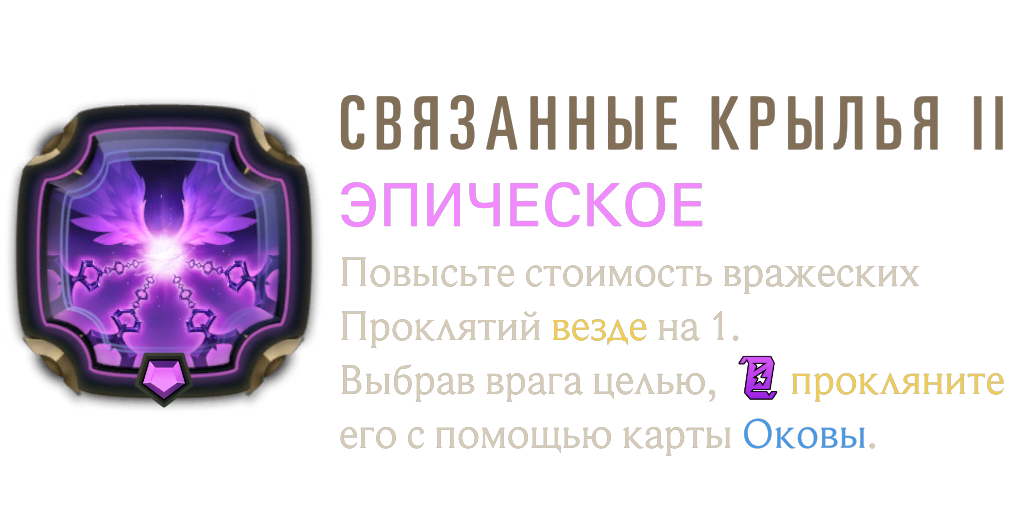 СВЯЗАННЫЕ КРЫЛЬЯ II
ЭПИЧЕСКОЕ
Повысьте стоимость вражеских
Проклятий везде на 1.
Выбрав врага целью, прокляните
его с помощью карты Оковы.